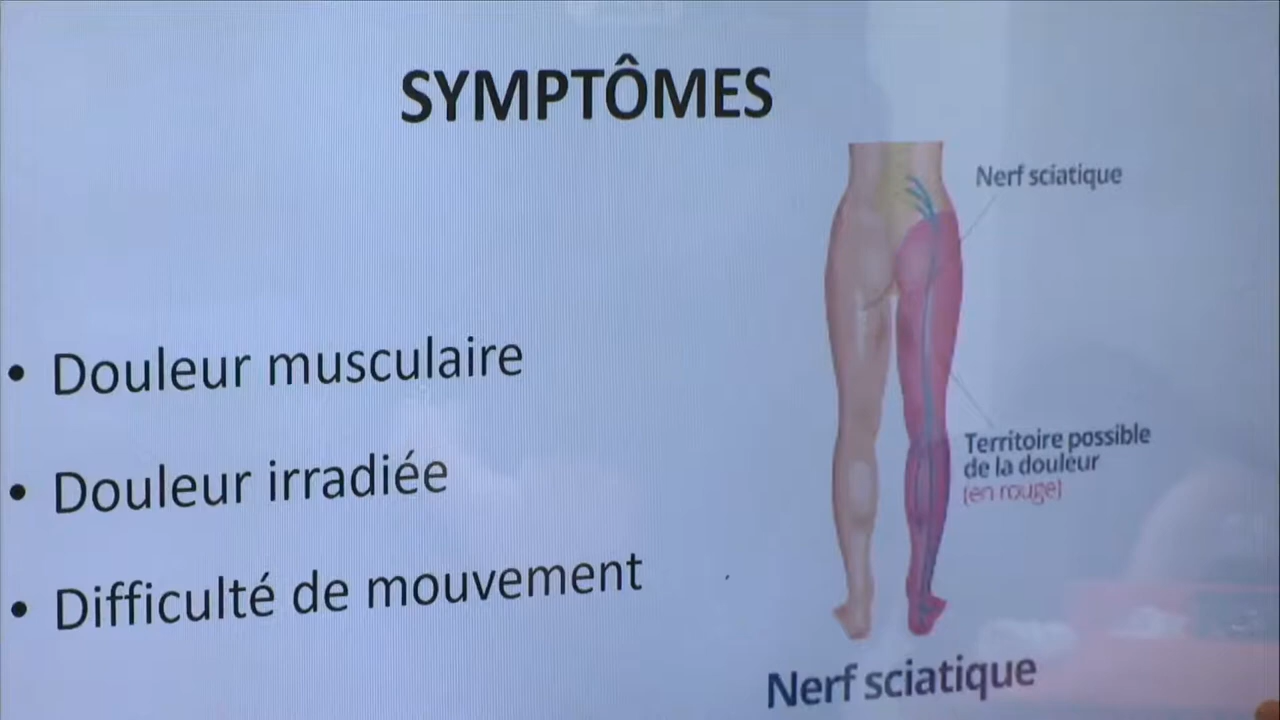 SYMPTÔMES
Nerf sciatique
• Douleur musculaire
• Douleur irradiée
• Difficulté de mouvement
Territoire possible
de la douleur
(en rouge)
Nerf sciatique